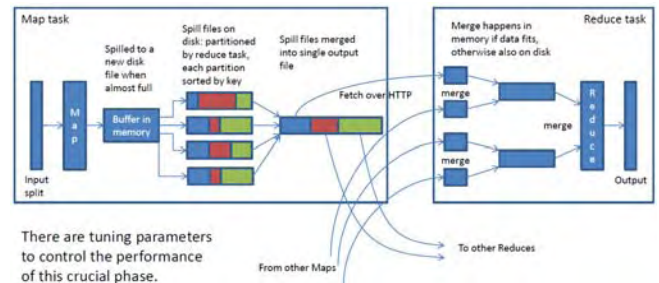 Map task
Spilled to a
new disk
file when
almost full
Spill files on
disk: partitioned
by reduce task,
each partition
sorted by key
Spill files merged
into single output
file
Fetch over HTTP
Input
split
Map
Buffer in
memory
Reduce task
Merge happens in
memory if data fits,
otherwise also on disk
merge
merge
merge
Reduce
Output
There are tuning parameters
to control the performance
of this crucial phase.
From other Maps
To other Reduces